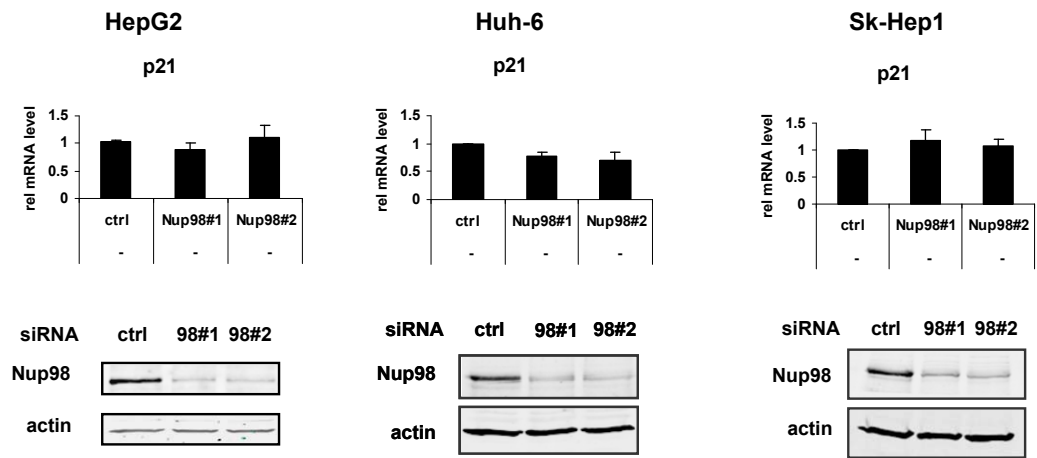 HepG2
p21
rel mRNA level
1.5
1
0.5
0
ctrl Nup98#1 Nup98#2
- - -
siRNA ctrl 98#1 98#2
Nup98
actin
Huh-6
p21
rel mRNA level
1.5
1
0.5
0
ctrl Nup98#1 Nup98#2
- - -
siRNA ctrl 98#1 98#2
Nup98
actin
Sk-Hep1
p21
rel mRNA level
1.5
1
0.5
0
ctrl Nup98#1 Nup98#2
- - -
siRNA ctrl 98#1 98#2
Nup98
actin